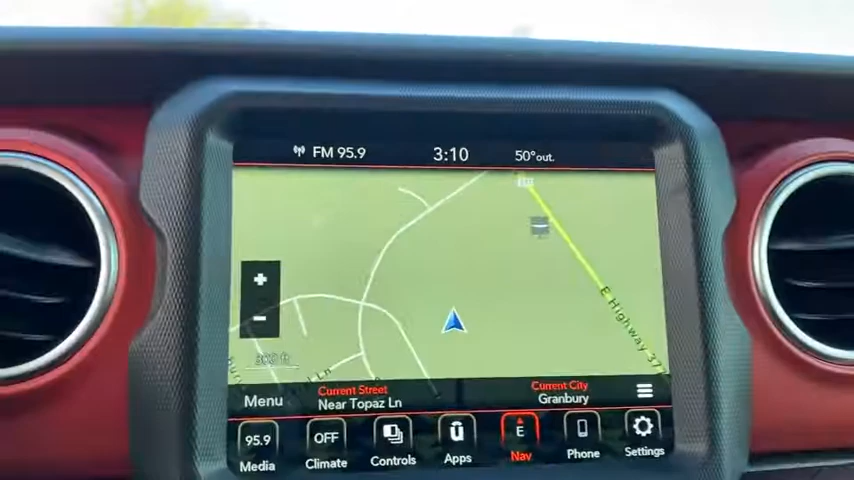 FM 95.9
3:10
50°out.
E Highway 377
300 ft
Ln
Menu
Current Street
Near Topaz Ln
Current City
Granbury
95.9
OFF
E
Media
Climate
Controls
Apps
Nav
Phone
Settings